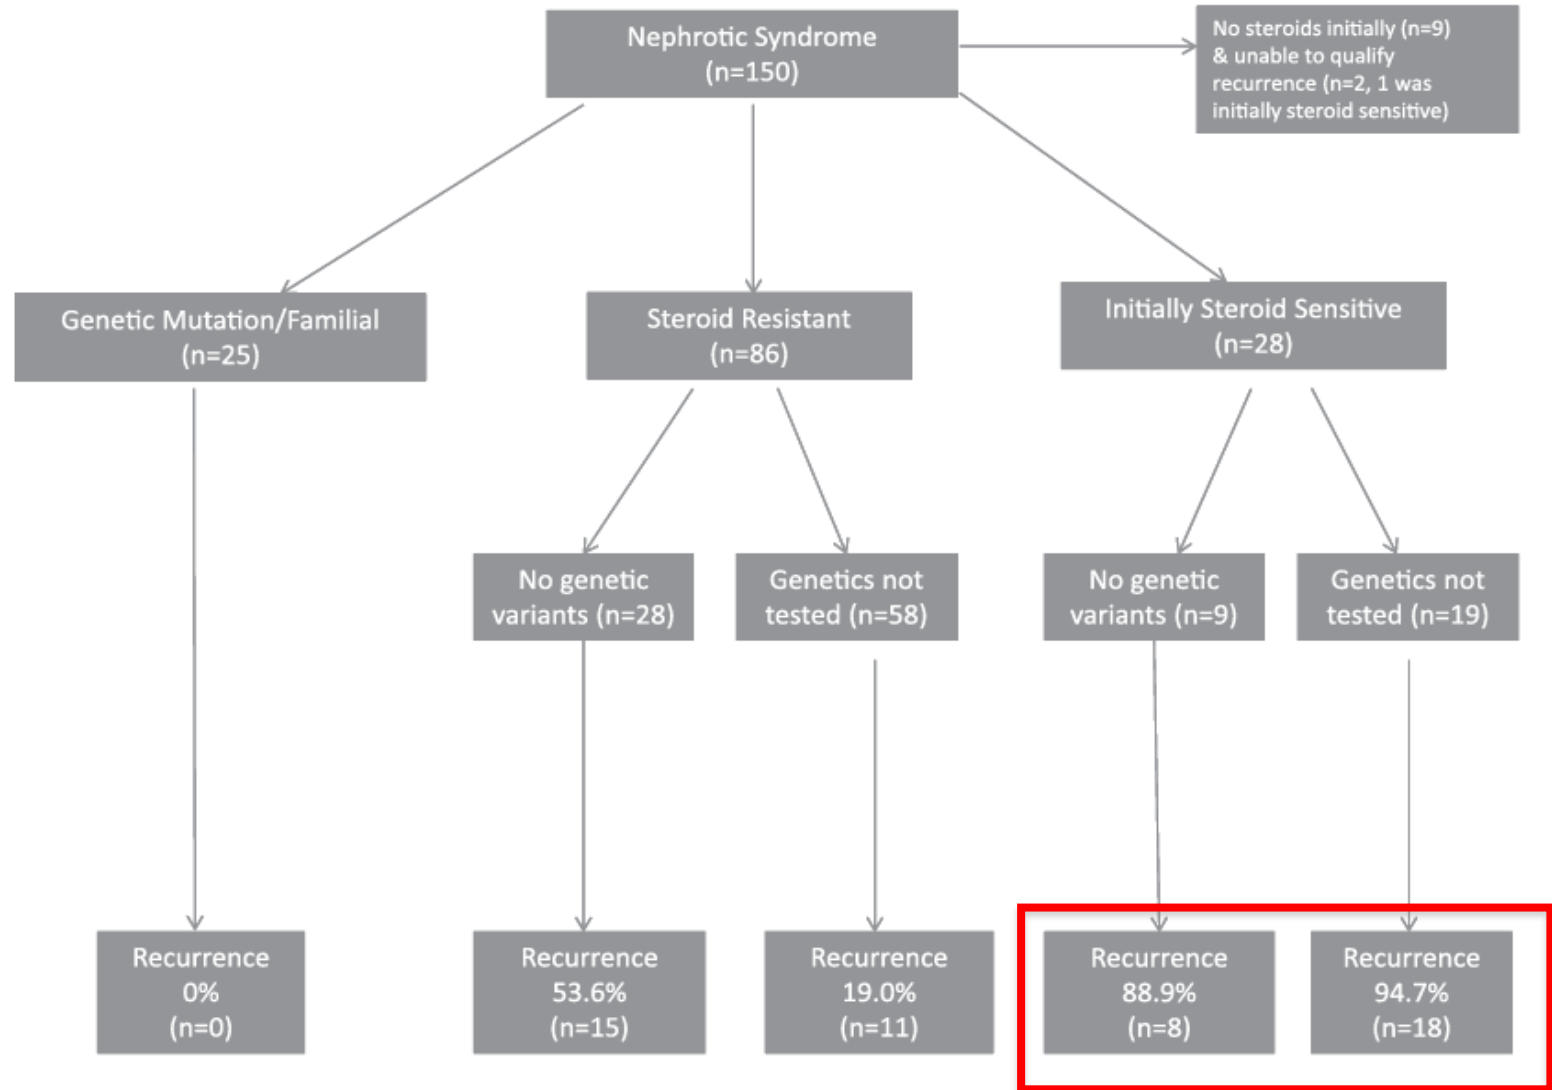 Nephrotic Syndrome
(n=150)
No steroids initially (n=9)
& unable to qualify
recurrence (n=2, 1 was
initially steroid sensitive)
Genetic Mutation/Familial
(n=25)
Steroid Resistant
(n=86)
Initially Steroid Sensitive
(n=28)
No genetic
variants (n=28)
Genetics not
tested (n=58)
No genetic
variants (n=9)
Genetics not
tested (n=19)
Recurrence
0%
(n=0)
Recurrence
53.6%
(n=15)
Recurrence
19.0%
(n=11)
Recurrence
88.9%
(n=8)
Recurrence
94.7%
(n=18)